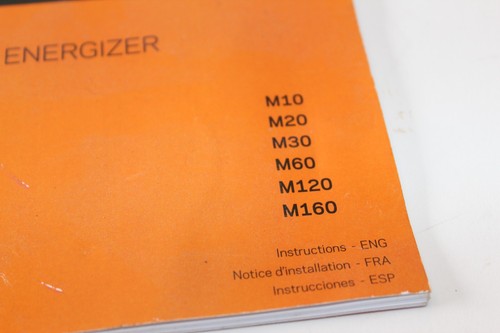 ENERGIZER
M10
M20
M30
M60
M120
M160
Instructions - ENG
Notice d'installation - FRA
Instrucciones - ESP